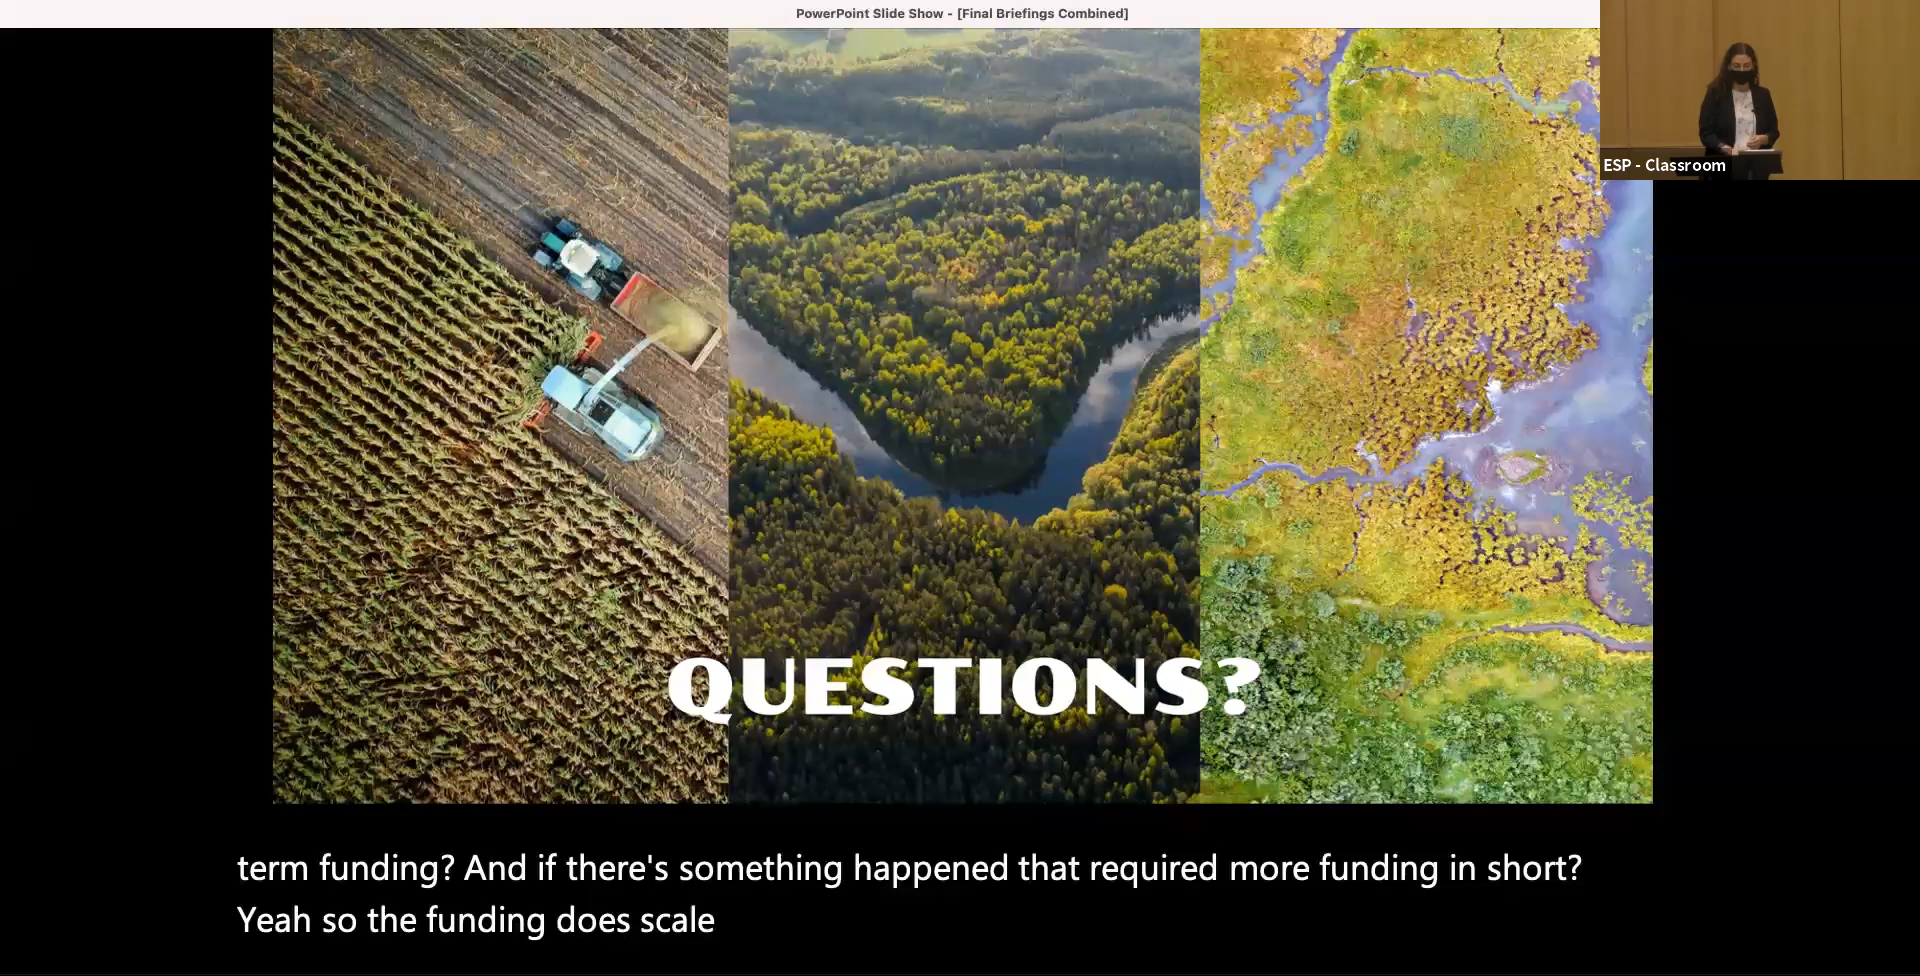 PowerPoint Slide Show - [Final Briefings Combined]
ESP - Classroom
QUESTIONS?
term funding? And if there's something happened that required more funding in short?
Yeah so the funding does scale